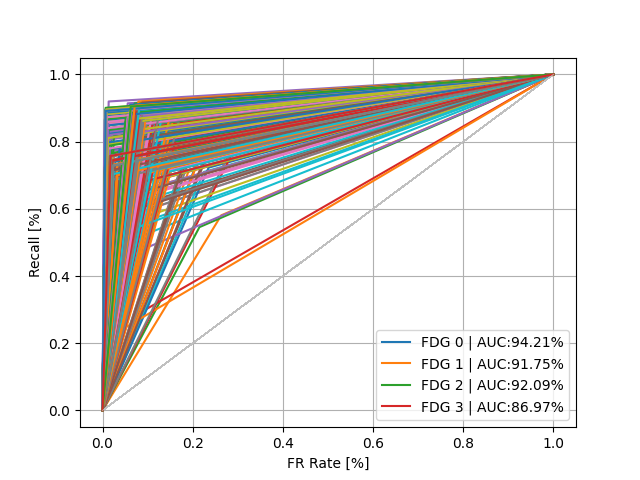 1.0
0.8
0.6
0.4
0.2
0.0
Recall [%]
0.0 0.2 0.4 0.6 0.8 1.0
FR Rate [%]
FDG 0 | AUC:94.21%
FDG 1 | AUC:91.75%
FDG 2 | AUC:92.09%
FDG 3 | AUC:86.97%